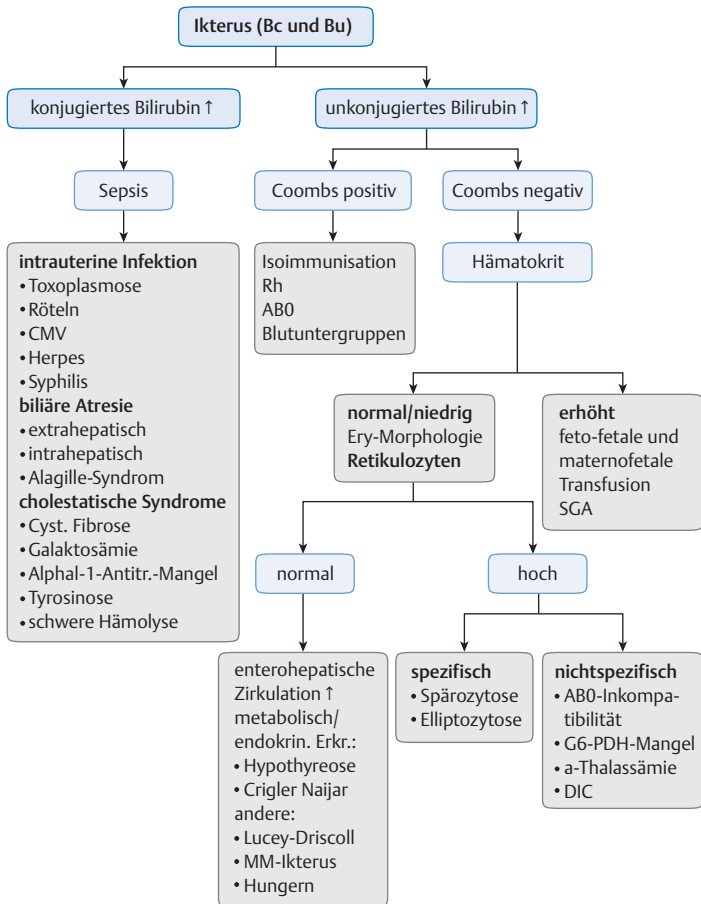 Ikterus (Bc und Bu)
konjugiertes Bilirubin ↑
unkonjugiertes Bilirubin ↑
Sepsis
Coombs positiv
Coombs negativ
intrauterine Infektion
• Toxoplasmose
• Röteln
• CMV
• Herpes
• Syphilis
biliäre Atresie
• extrahepatisch
• intrahepatisch
• Alagille-Syndrom
cholestatische Syndrome
• Cyst. Fibrose
• Galaktosämie
• Alphal-1-Antitr.-Mangel
• Tyrosinose
• schwere Hämolyse
Isoimmunisation
Rh
AB0
Blutuntergruppen
Hämatokrit
normal/niedrig
Ery-Morphologie
Retikulozyten
erhöht
feto-fetale und
maternofetale
Transfusion
SGA
normal
hoch
enterohepatische
Zirkulation ↑
metabolisch/
endokrin. Erkr.:
• Hypothyreose
• Crigler Naijar
andere:
• Lucey-Driscoll
• MM-Ikterus
• Hungern
spezifisch
• Spärozytose
• Elliptozytose
nichtspezifisch
• AB0-Inkompa-
tibilität
• G6-PDH-Mangel
• a-Thalassämie
• DIC